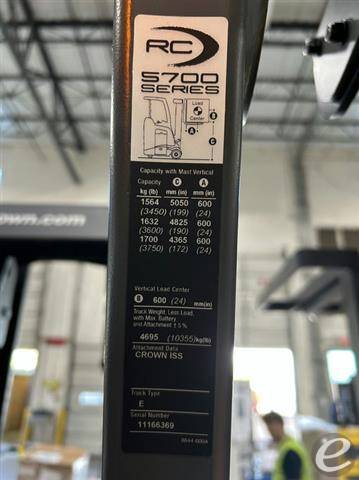 RC
5700
SERIES
Load
Center
B
A
C
Capacity with Mast Vertical
Capacity C A
kg (lb) mm (in) mm (in)
1564 5050 600
(3450) (199) (24)
1632 4825 600
(3600) (190) (24)
1700 4365 600
(3750) (172) (24)
Vertical Load Center
B 600 (24) mm(in)
Truck Weight, Less Load,
with Max. Battery
and Attachment ± 5 %
4695 (10355)kg(lb)
Attachment Data
CROWN ISS
Truck Type
E
Serial Number
11166369
wn.com
e